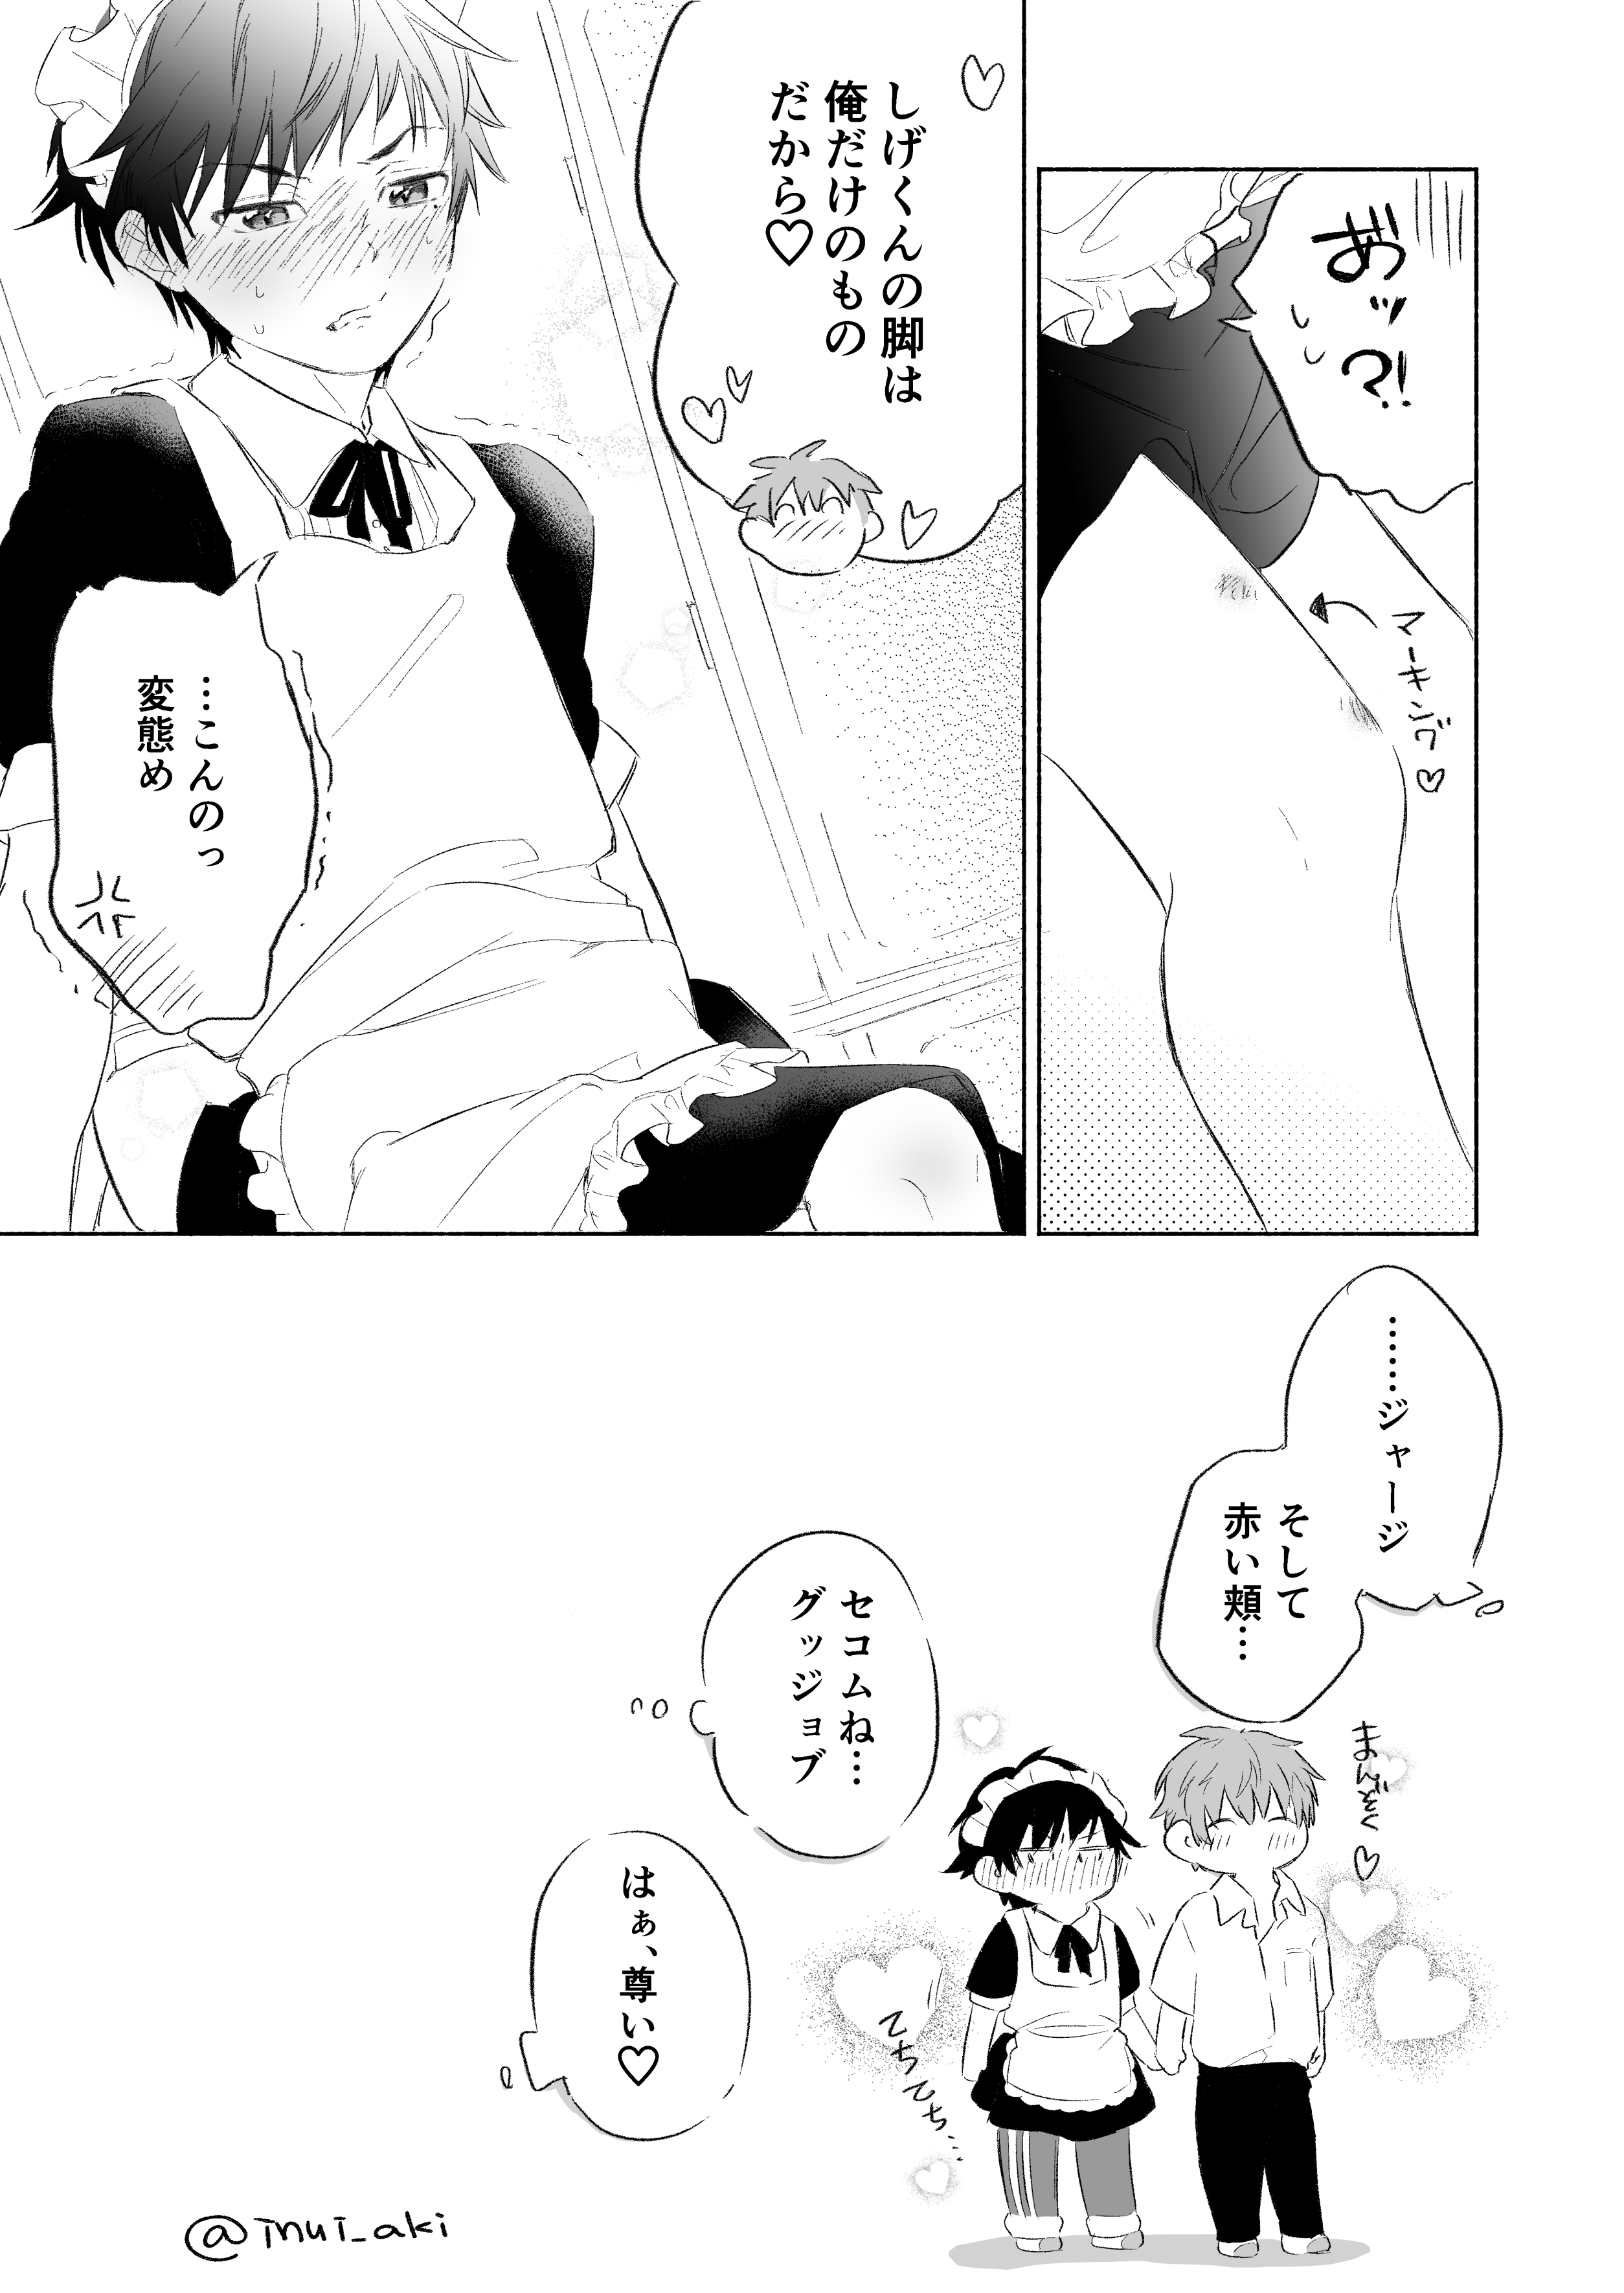 あッ?!
マーキング♡
しげくんの脚は
俺だけのもの
だから♡
…こんのっ
変態め
……ジャージ
そして
赤い頬…
まんぞく♡
セコムね…
グッジョブ
はぁ、尊い♡
てちてち…
@inui_aki